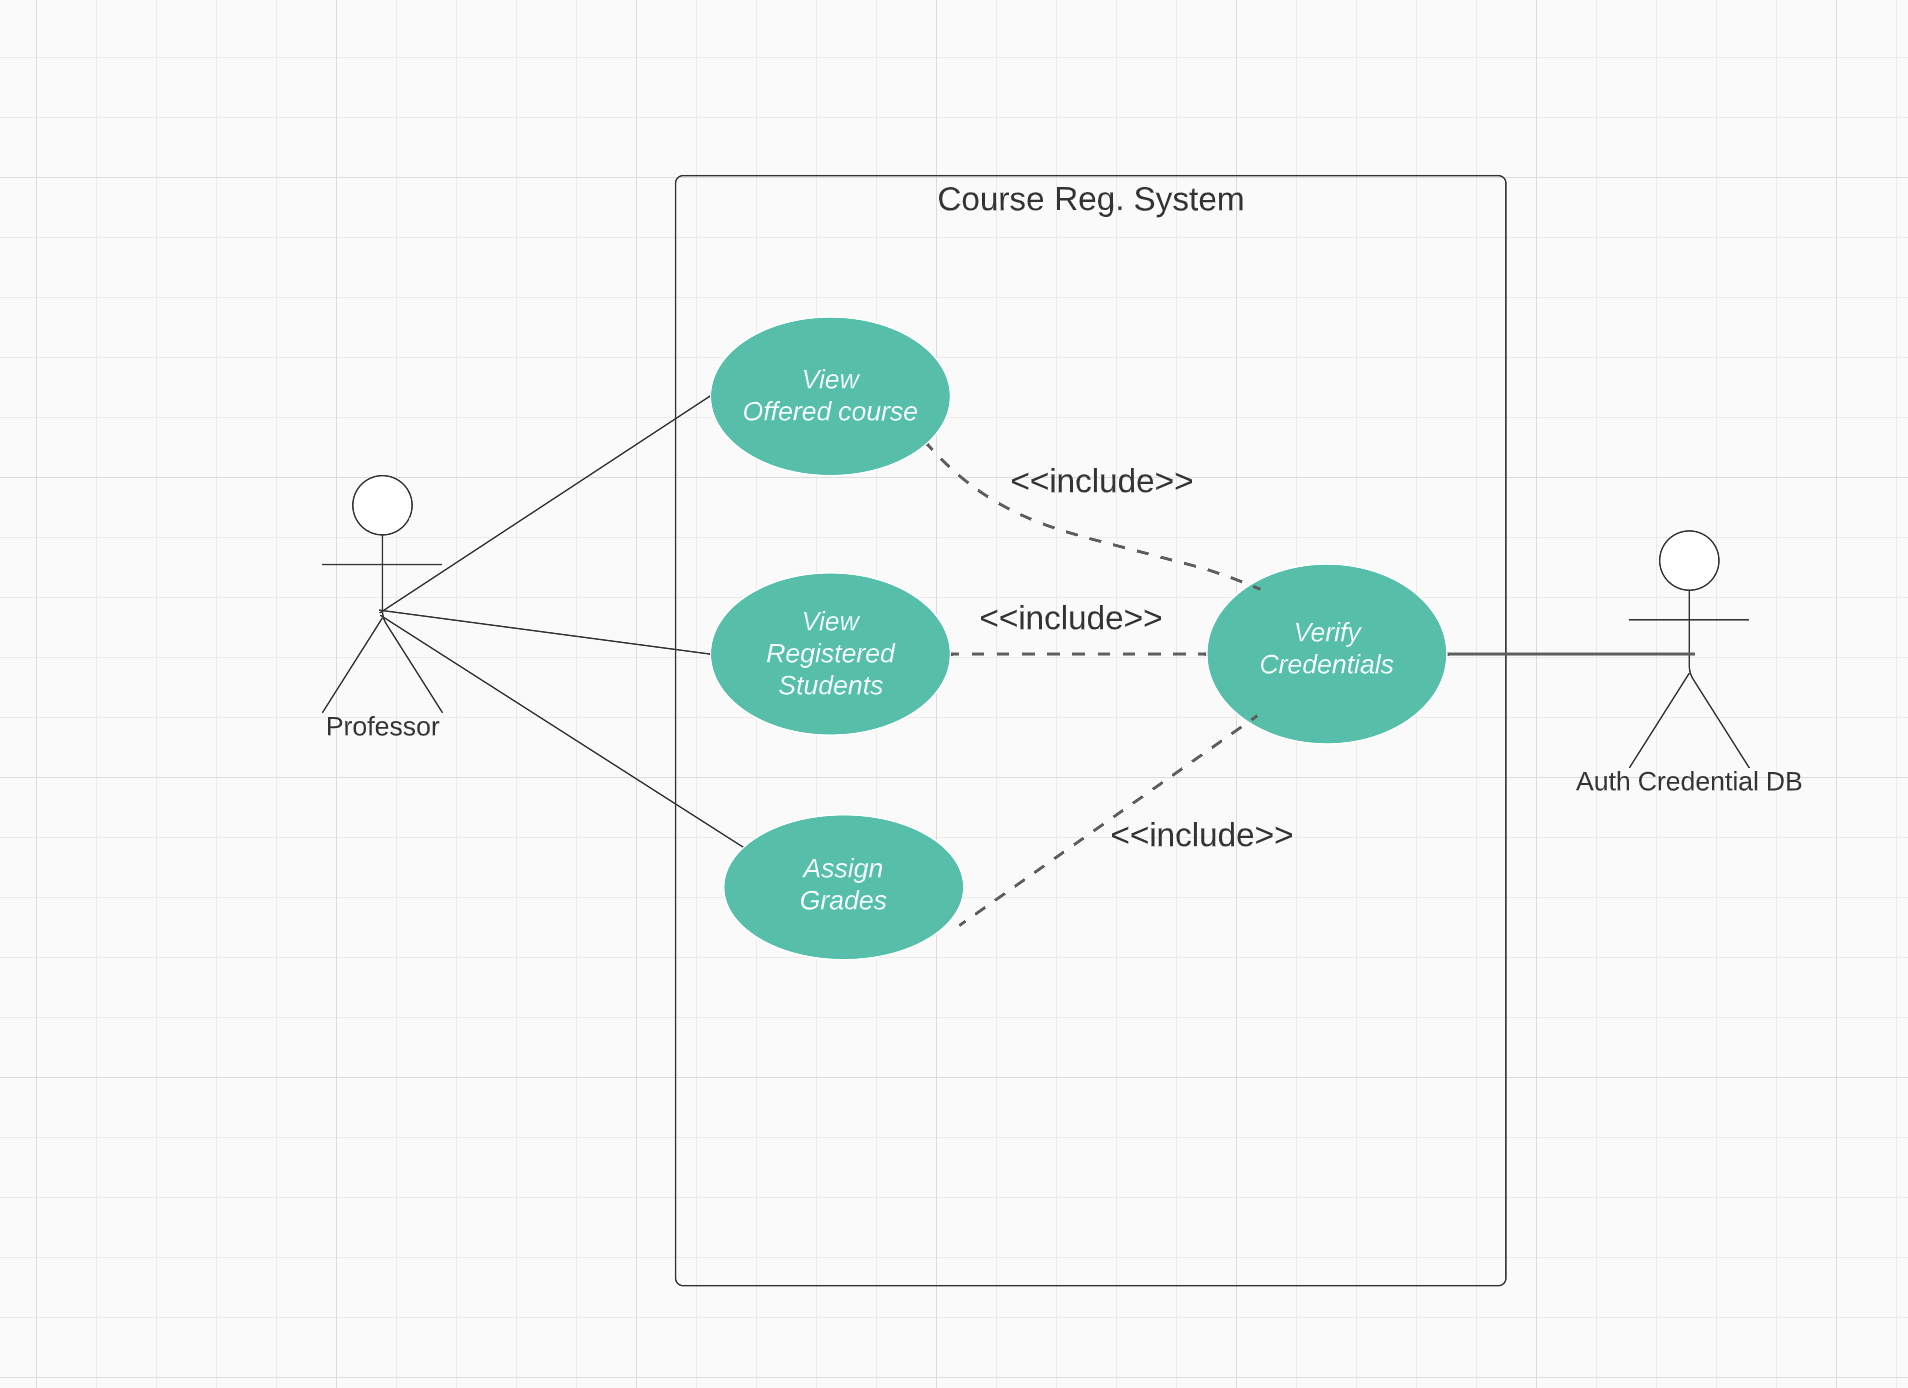 Course Reg. System
View
Offered course
<<include>>
<<include>>
View
Registered
Students
Verify
Credentials
Professor
Auth Credential DB
<<include>>
Assign
Grades